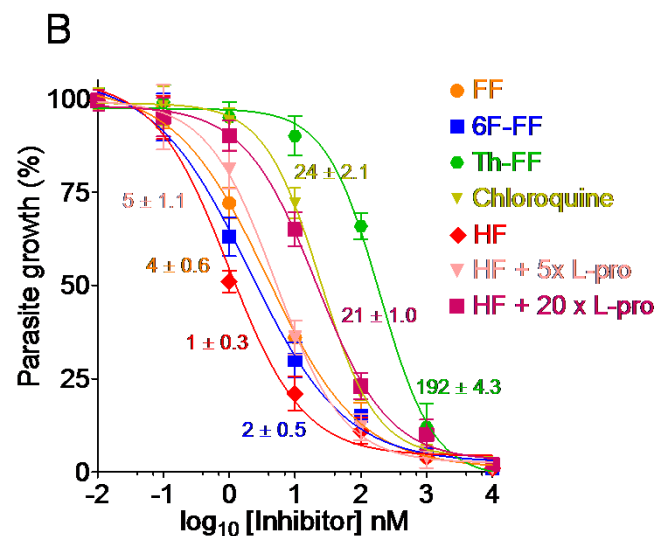 B
Parasite growth (%)
100
75
50
25
0
-2
-1
0
1
2
3
4
log10 [Inhibitor] nM
5 ± 1.1
4 ± 0.6
1 ± 0.3
2 ± 0.5
24 ± 2.1
21 ± 1.0
192 ± 4.3
FF
6F-FF
Th-FF
Chloroquine
HF
HF + 5x L-pro
HF + 20 x L-pro